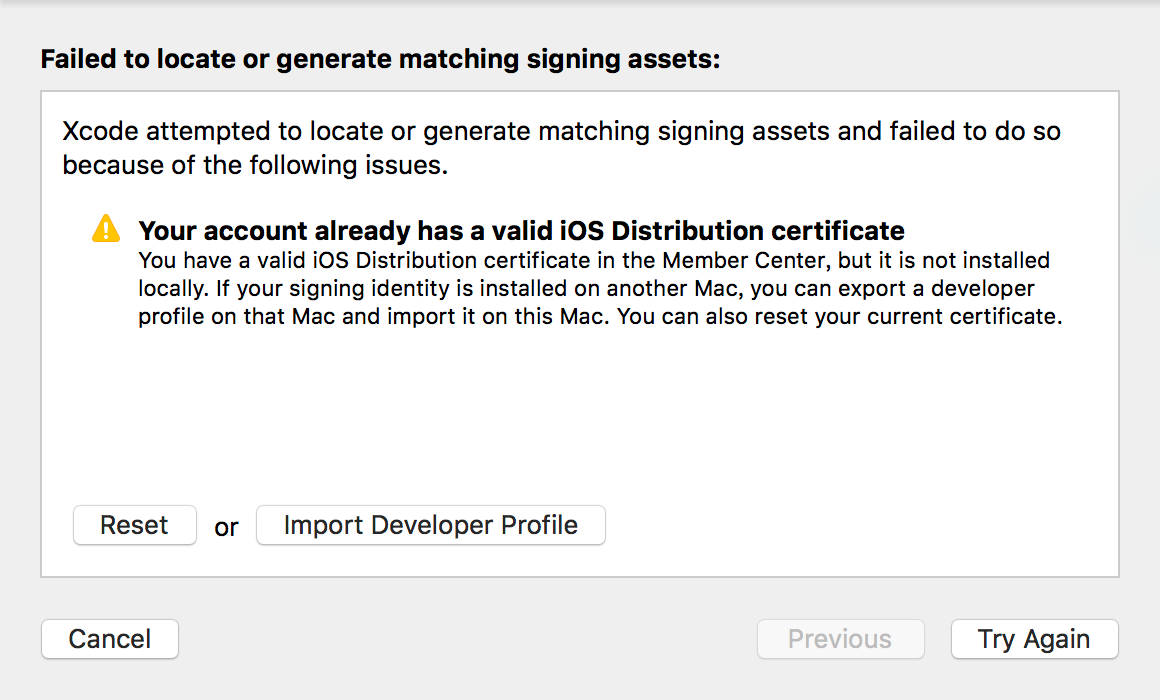 Failed to locate or generate matching signing assets:
Xcode attempted to locate or generate matching signing assets and failed to do so
because of the following issues.
Your account already has a valid iOS Distribution certificate
You have a valid iOS Distribution certificate in the Member Center, but it is not installed
locally. If your signing identity is installed on another Mac, you can export a developer
profile on that Mac and import it on this Mac. You can also reset your current certificate.
Reset or Import Developer Profile
Cancel Previous Try Again